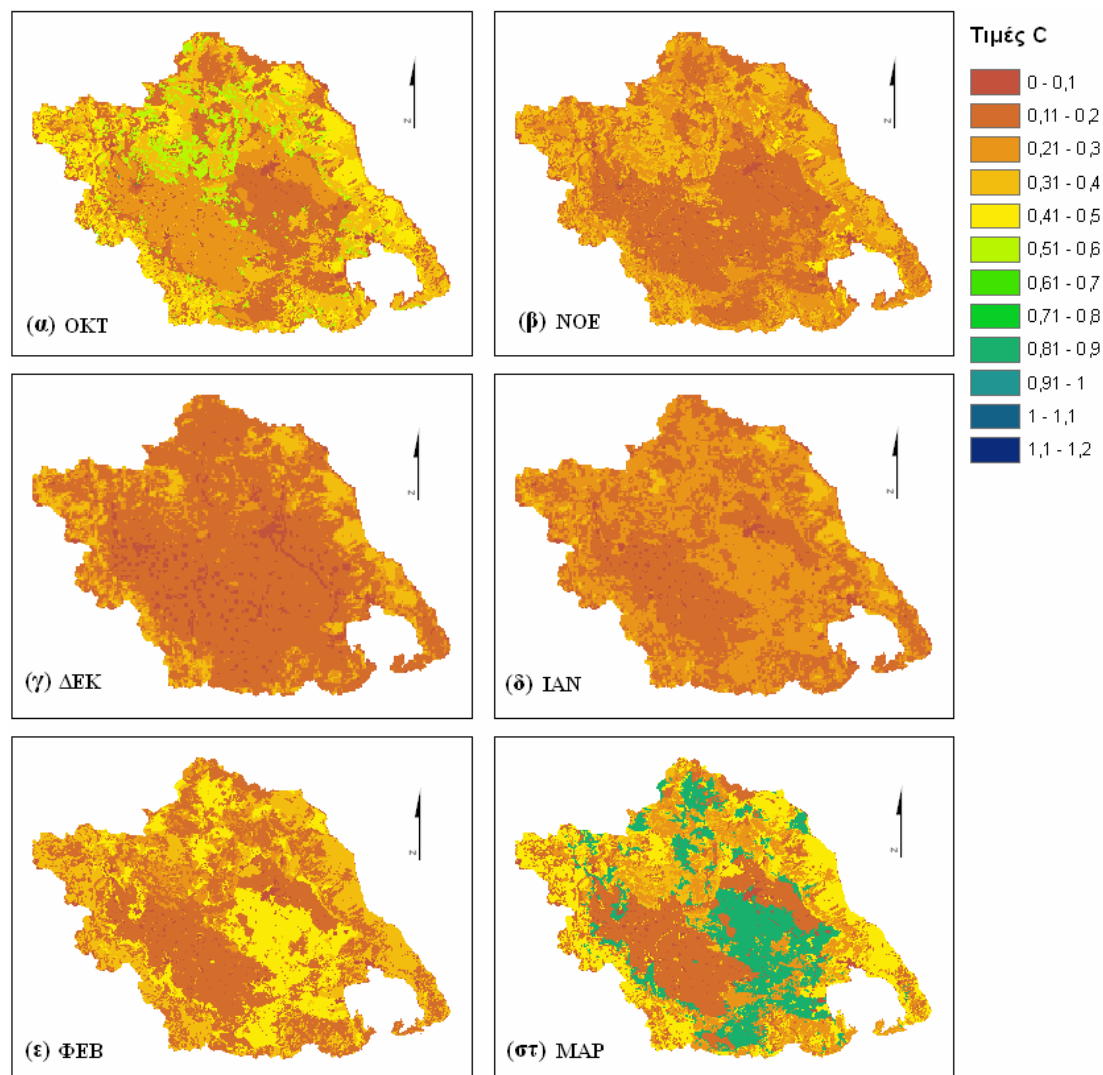 Τιμές C
0 - 0,1
0,11 - 0,2
0,21 - 0,3
0,31 - 0,4
0,41 - 0,5
0,51 - 0,6
0,61 - 0,7
0,71 - 0,8
0,81 - 0,9
0,91 - 1
1 - 1,1
1,1 - 1,2
N
(α) ΟΚΤ
N
(β) ΝΟΕ
N
(γ) ΔΕΚ
N
(δ) ΙΑΝ
N
(ε) ΦΕΒ
N
(στ) ΜΑΡ